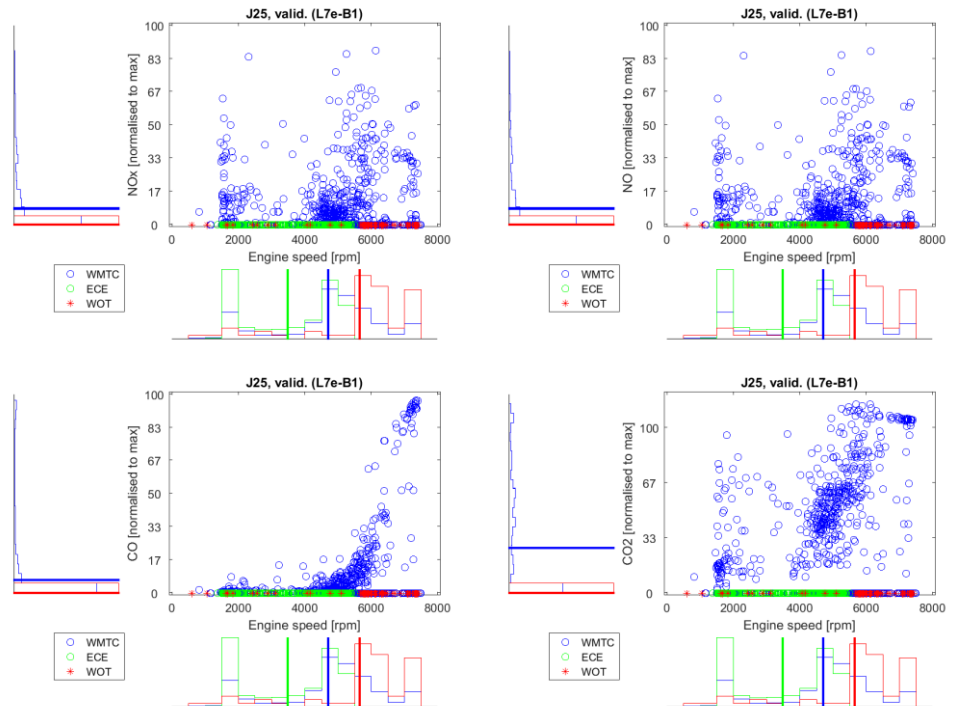 J25, valid. (L7e-B1)
NOx [normalised to max]
100
83
67
50
33
17
0
0 2000 4000 6000 8000
Engine speed [rpm]
WMTC
ECE
WOT
J25, valid. (L7e-B1)
NO [normalised to max]
100
83
67
50
33
17
0
0 2000 4000 6000 8000
Engine speed [rpm]
WMTC
ECE
WOT
J25, valid. (L7e-B1)
CO [normalised to max]
100
83
67
50
33
17
0
0 2000 4000 6000 8000
Engine speed [rpm]
WMTC
ECE
WOT
J25, valid. (L7e-B1)
CO2 [normalised to max]
100
67
33
0
0 2000 4000 6000 8000
Engine speed [rpm]
WMTC
ECE
WOT